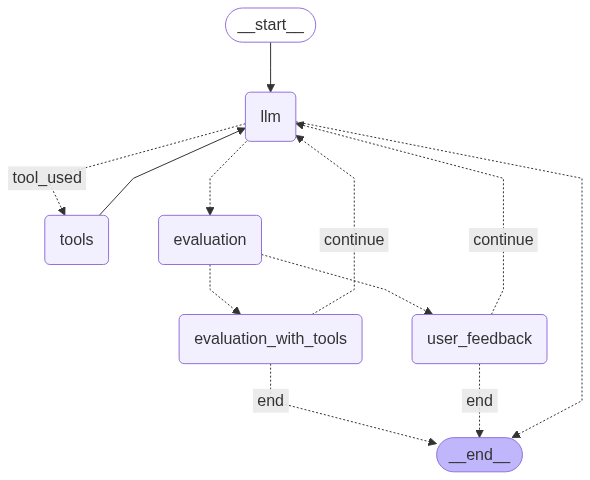 __start__
llm
tool_used
tools
evaluation
continue
continue
evaluation_with_tools
user_feedback
end
end
__end__